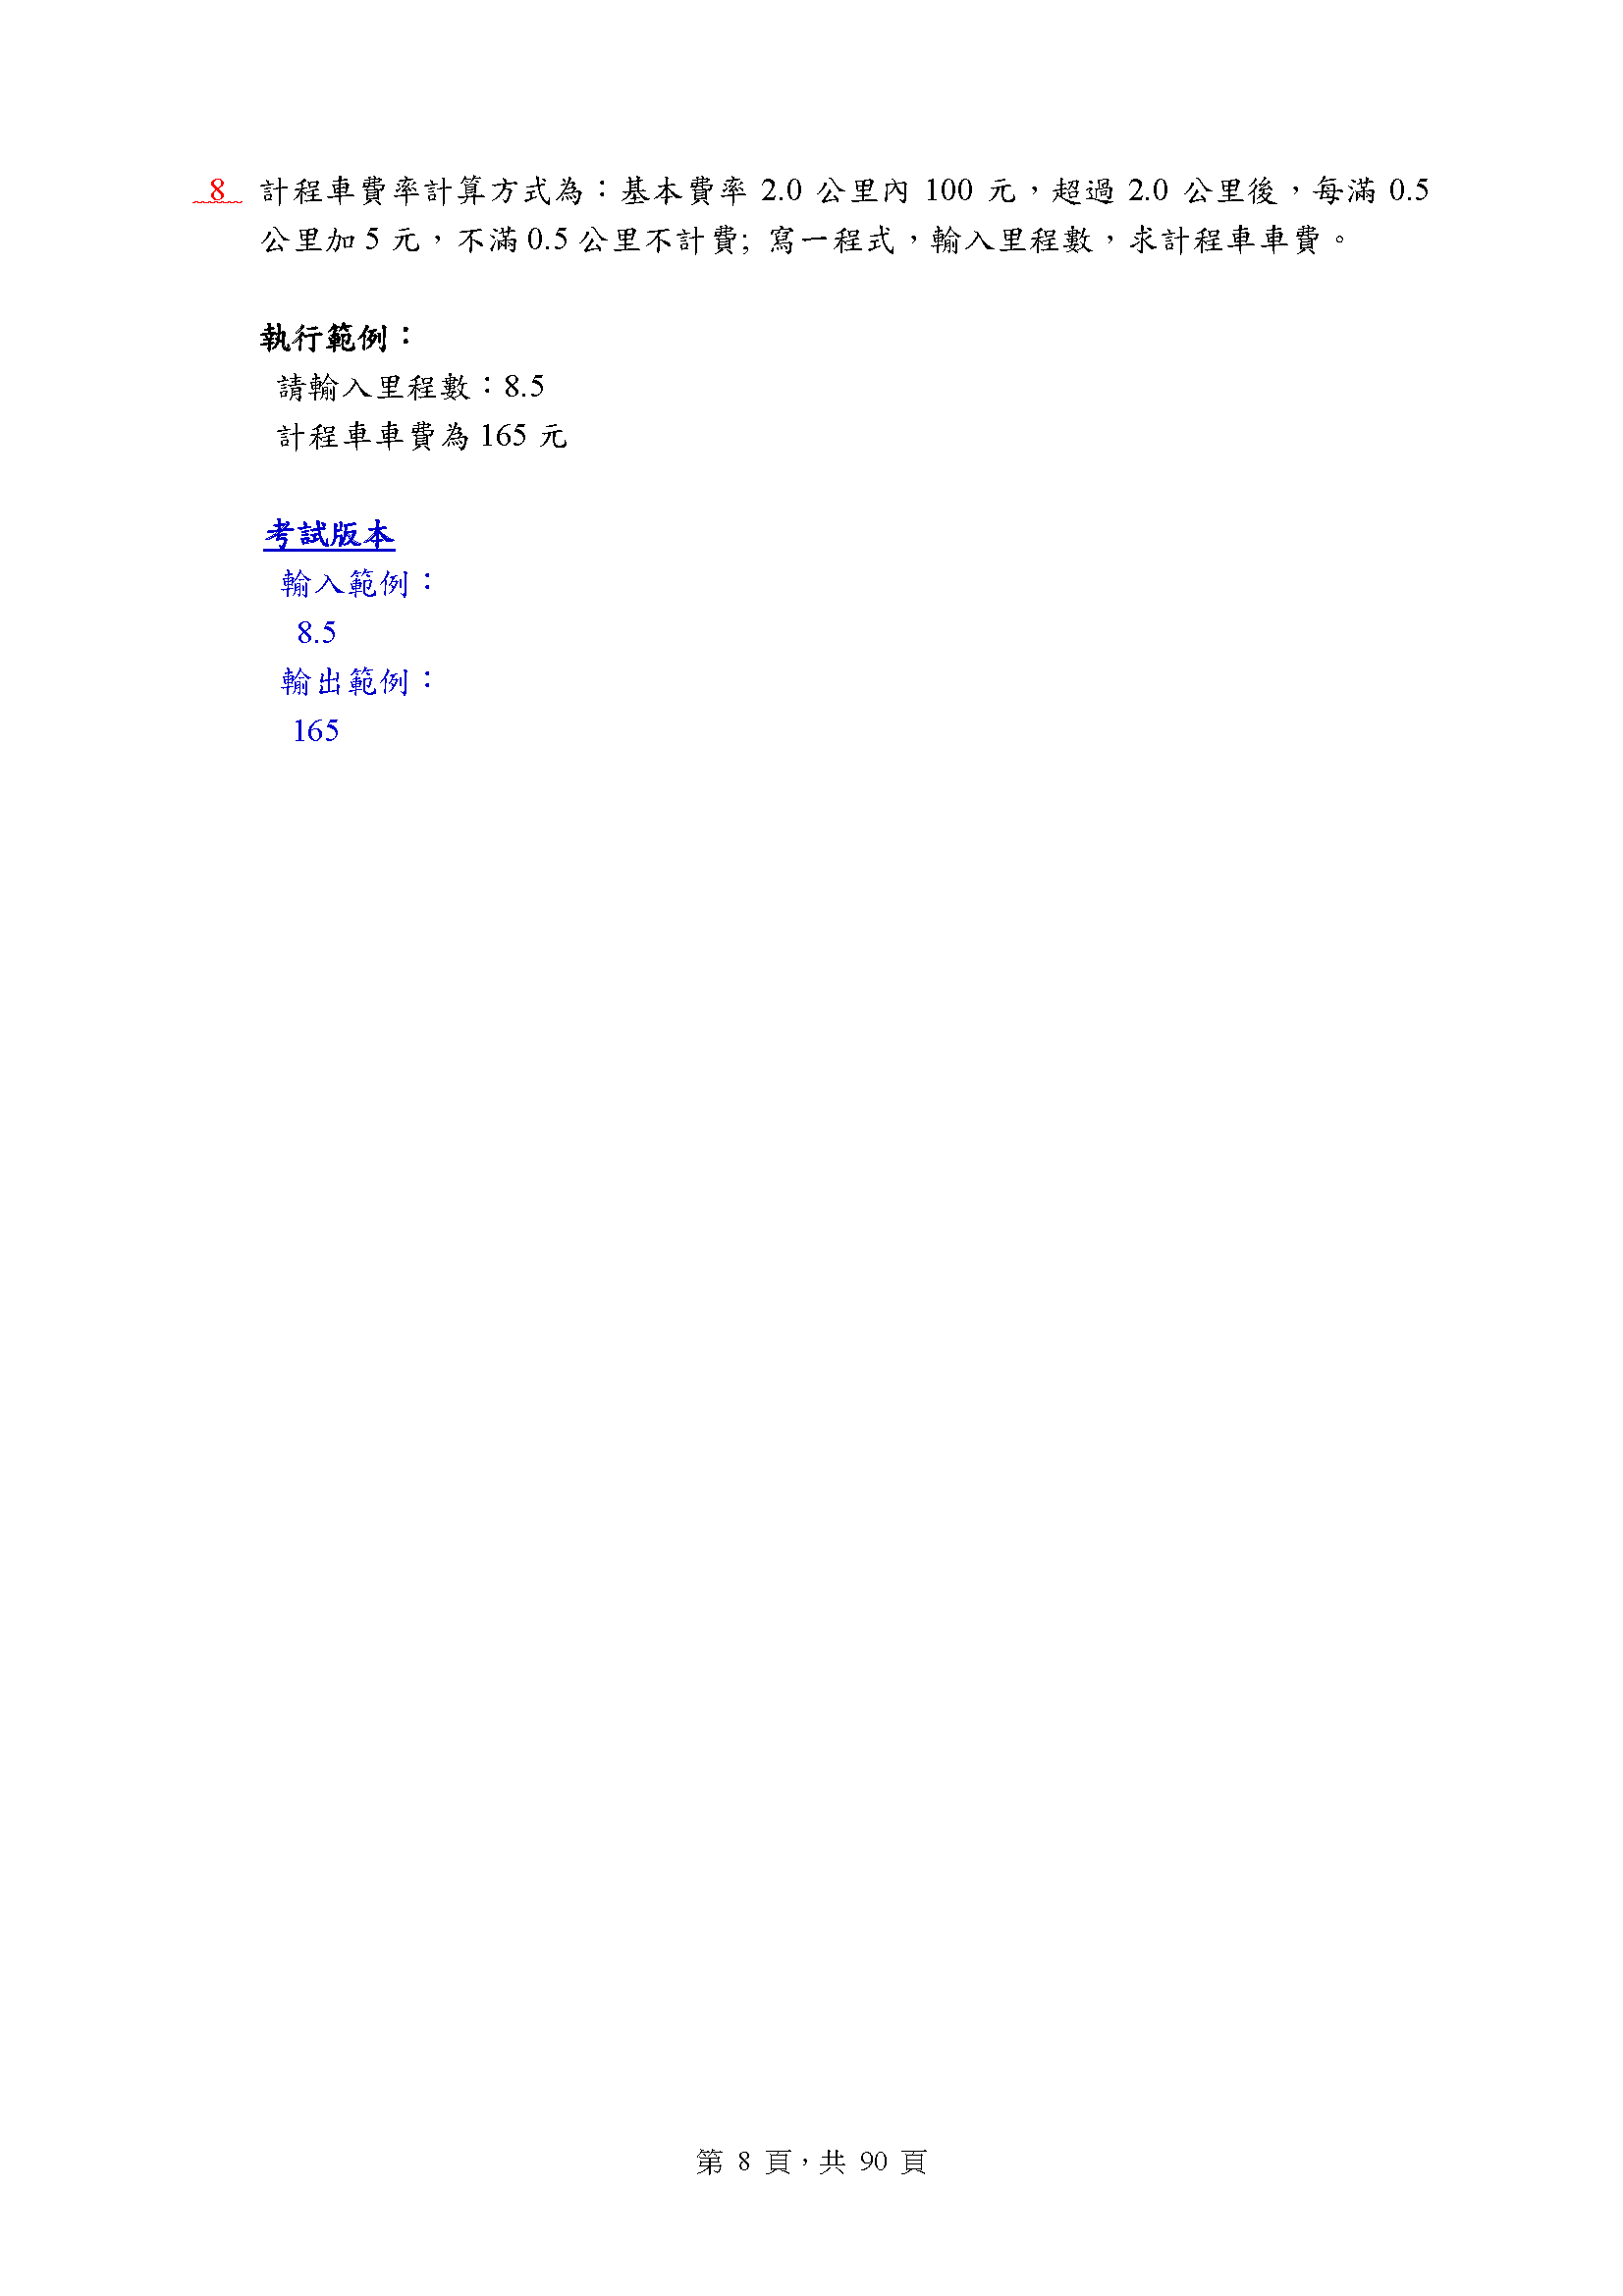 8 計程車費率計算方式為：基本費率 2.0 公里內 100 元，超過 2.0 公里後，每滿 0.5
公里加 5 元，不滿 0.5 公里不計費; 寫一程式，輸入里程數，求計程車車費。
執行範例：
請輸入里程數：8.5
計程車車費為 165 元
考試版本
輸入範例：
8.5
輸出範例：
165
第 8 頁，共 90 頁